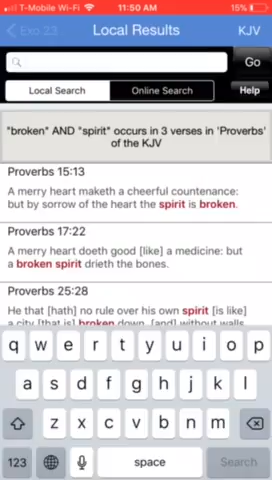 T-Mobile Wi-Fi 11:50 AM 15%
Exo 23 Local Results KJV
Go
Local Search Online Search Help
"broken" AND "spirit" occurs in 3 verses in 'Proverbs'
of the KJV
Proverbs 15:13
A merry heart maketh a cheerful countenance:
but by sorrow of the heart the spirit is broken.
Proverbs 17:22
A merry heart doeth good [like] a medicine: but
a broken spirit drieth the bones.
Proverbs 25:28
He that [hath] no rule over his own spirit [is like]
a city [that is] broken down, [and] without walls.
q w e r t y u i o p
a s d f g h j k l
z x c v b n m
123 space Search